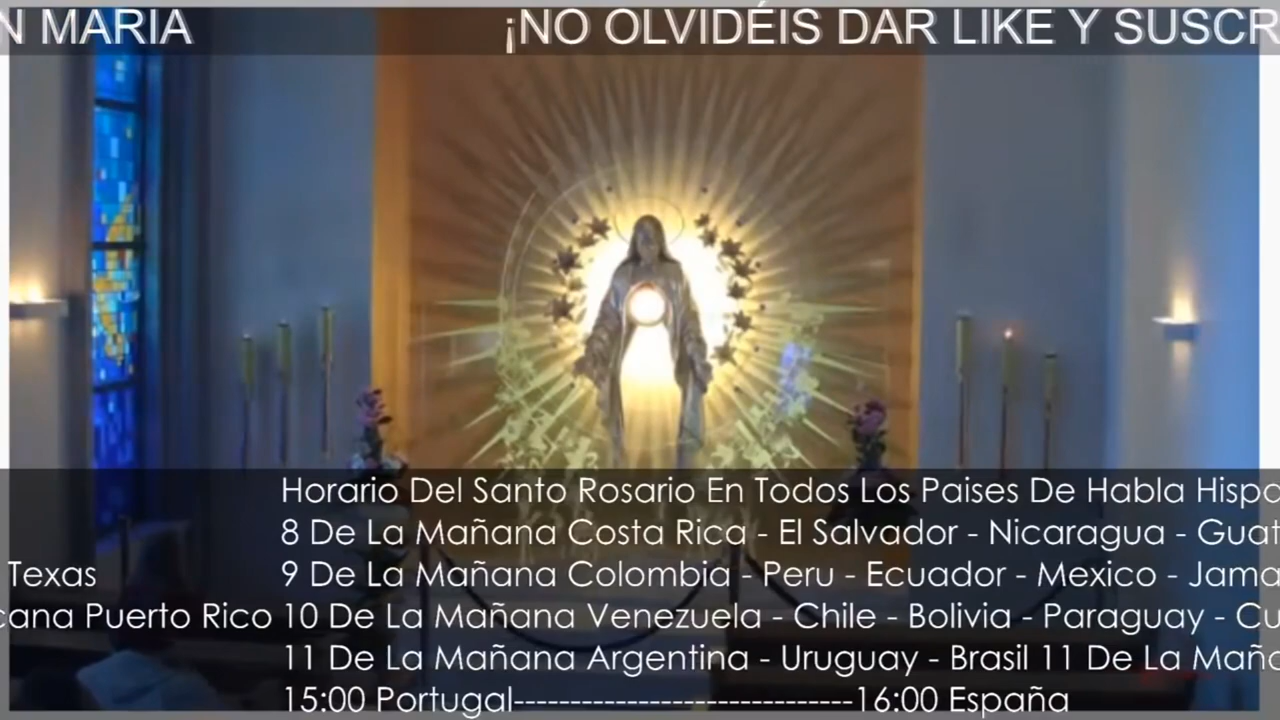 N MARIA ¡NO OLVIDÉIS DAR LIKE Y SUSCR
Horario Del Santo Rosario En Todos Los Paises De Habla Hispa
8 De La Mañana Costa Rica - El Salvador - Nicaragua - Guat
Texas 9 De La Mañana Colombia - Peru - Ecuador - Mexico - Jama
cana Puerto Rico 10 De La Mañana Venezuela - Chile - Bolivia - Paraguay - Cu
11 De La Mañana Argentina - Uruguay - Brasil 11 De La Maña
15:00 Portugal------------------------------16:00 España